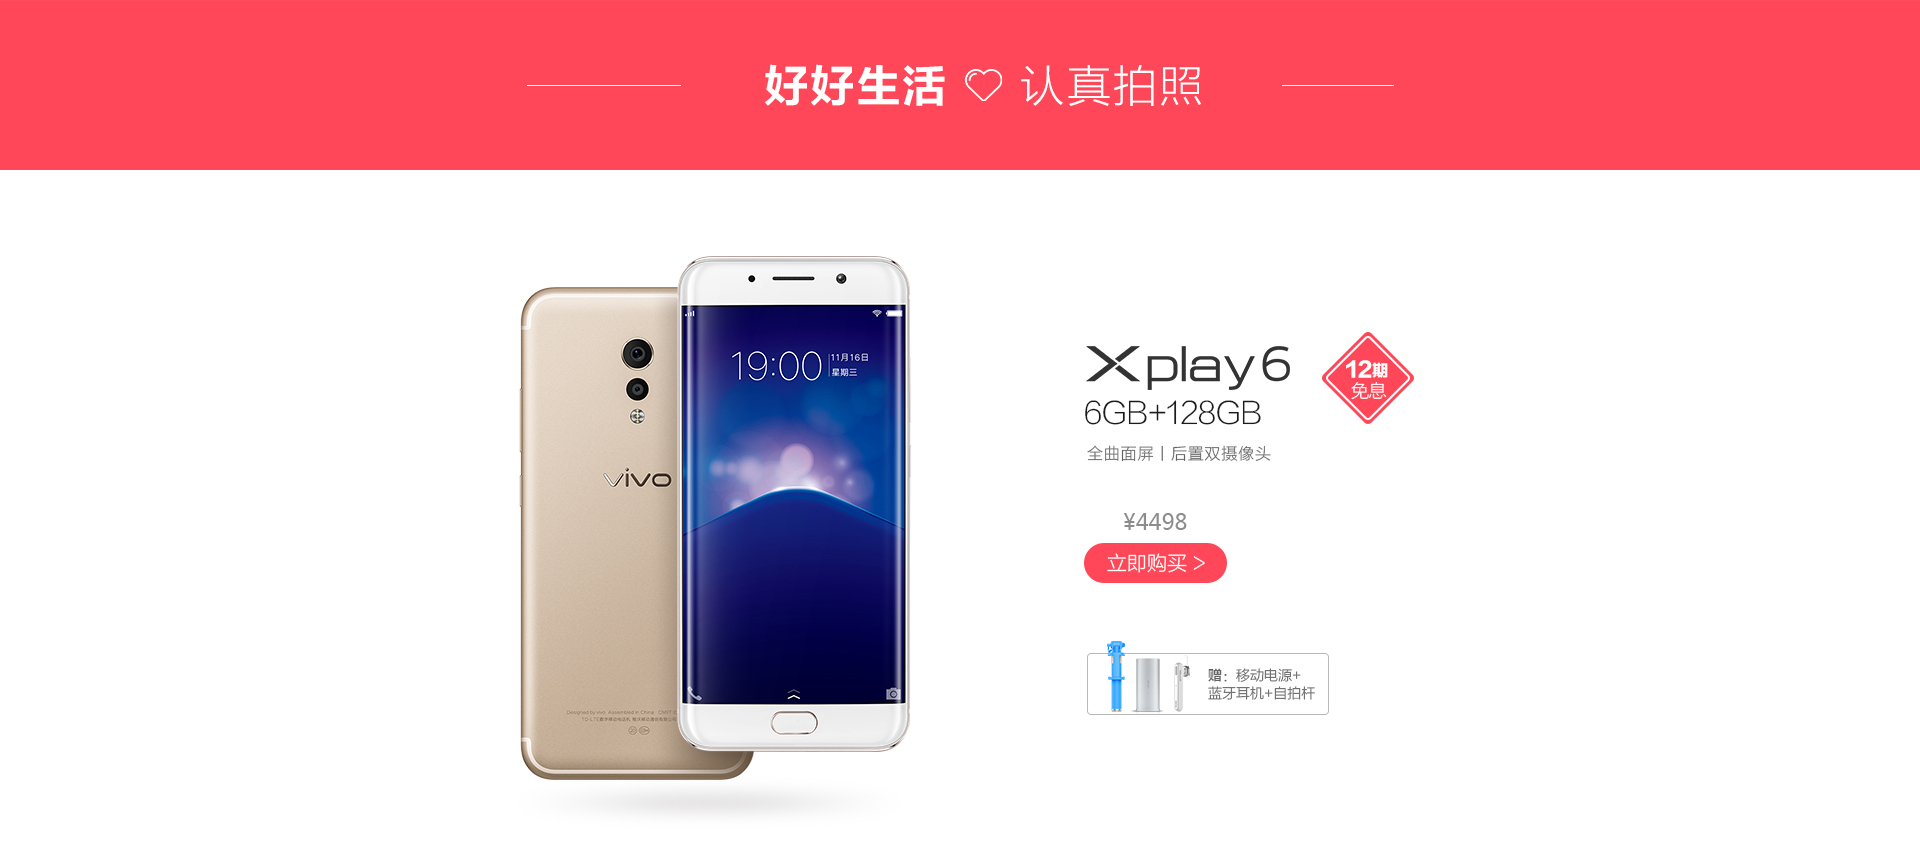 好好生活 认真拍照
19:00
11月16日
星期三
vivo
Xplay6
12期
免息
6GB+128GB
全曲面屏丨后置双摄像头
¥4498
立即购买 >
赠：移动电源+
蓝牙耳机+自拍杆